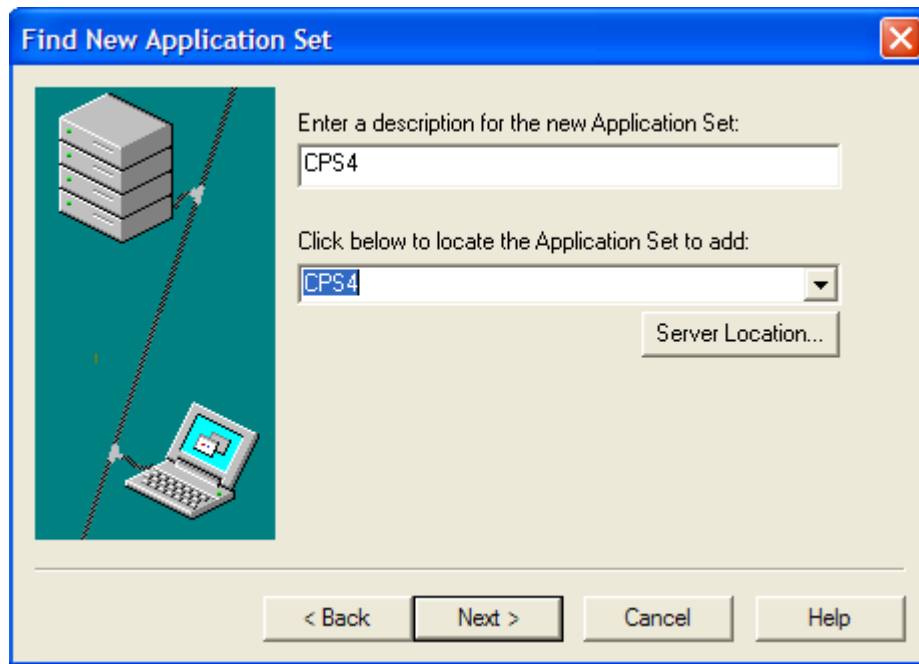 Find New Application Set
Enter a description for the new Application Set:
CPS4
Click below to locate the Application Set to add:
CPS4
Server Location...
< Back
Next >
Cancel
Help